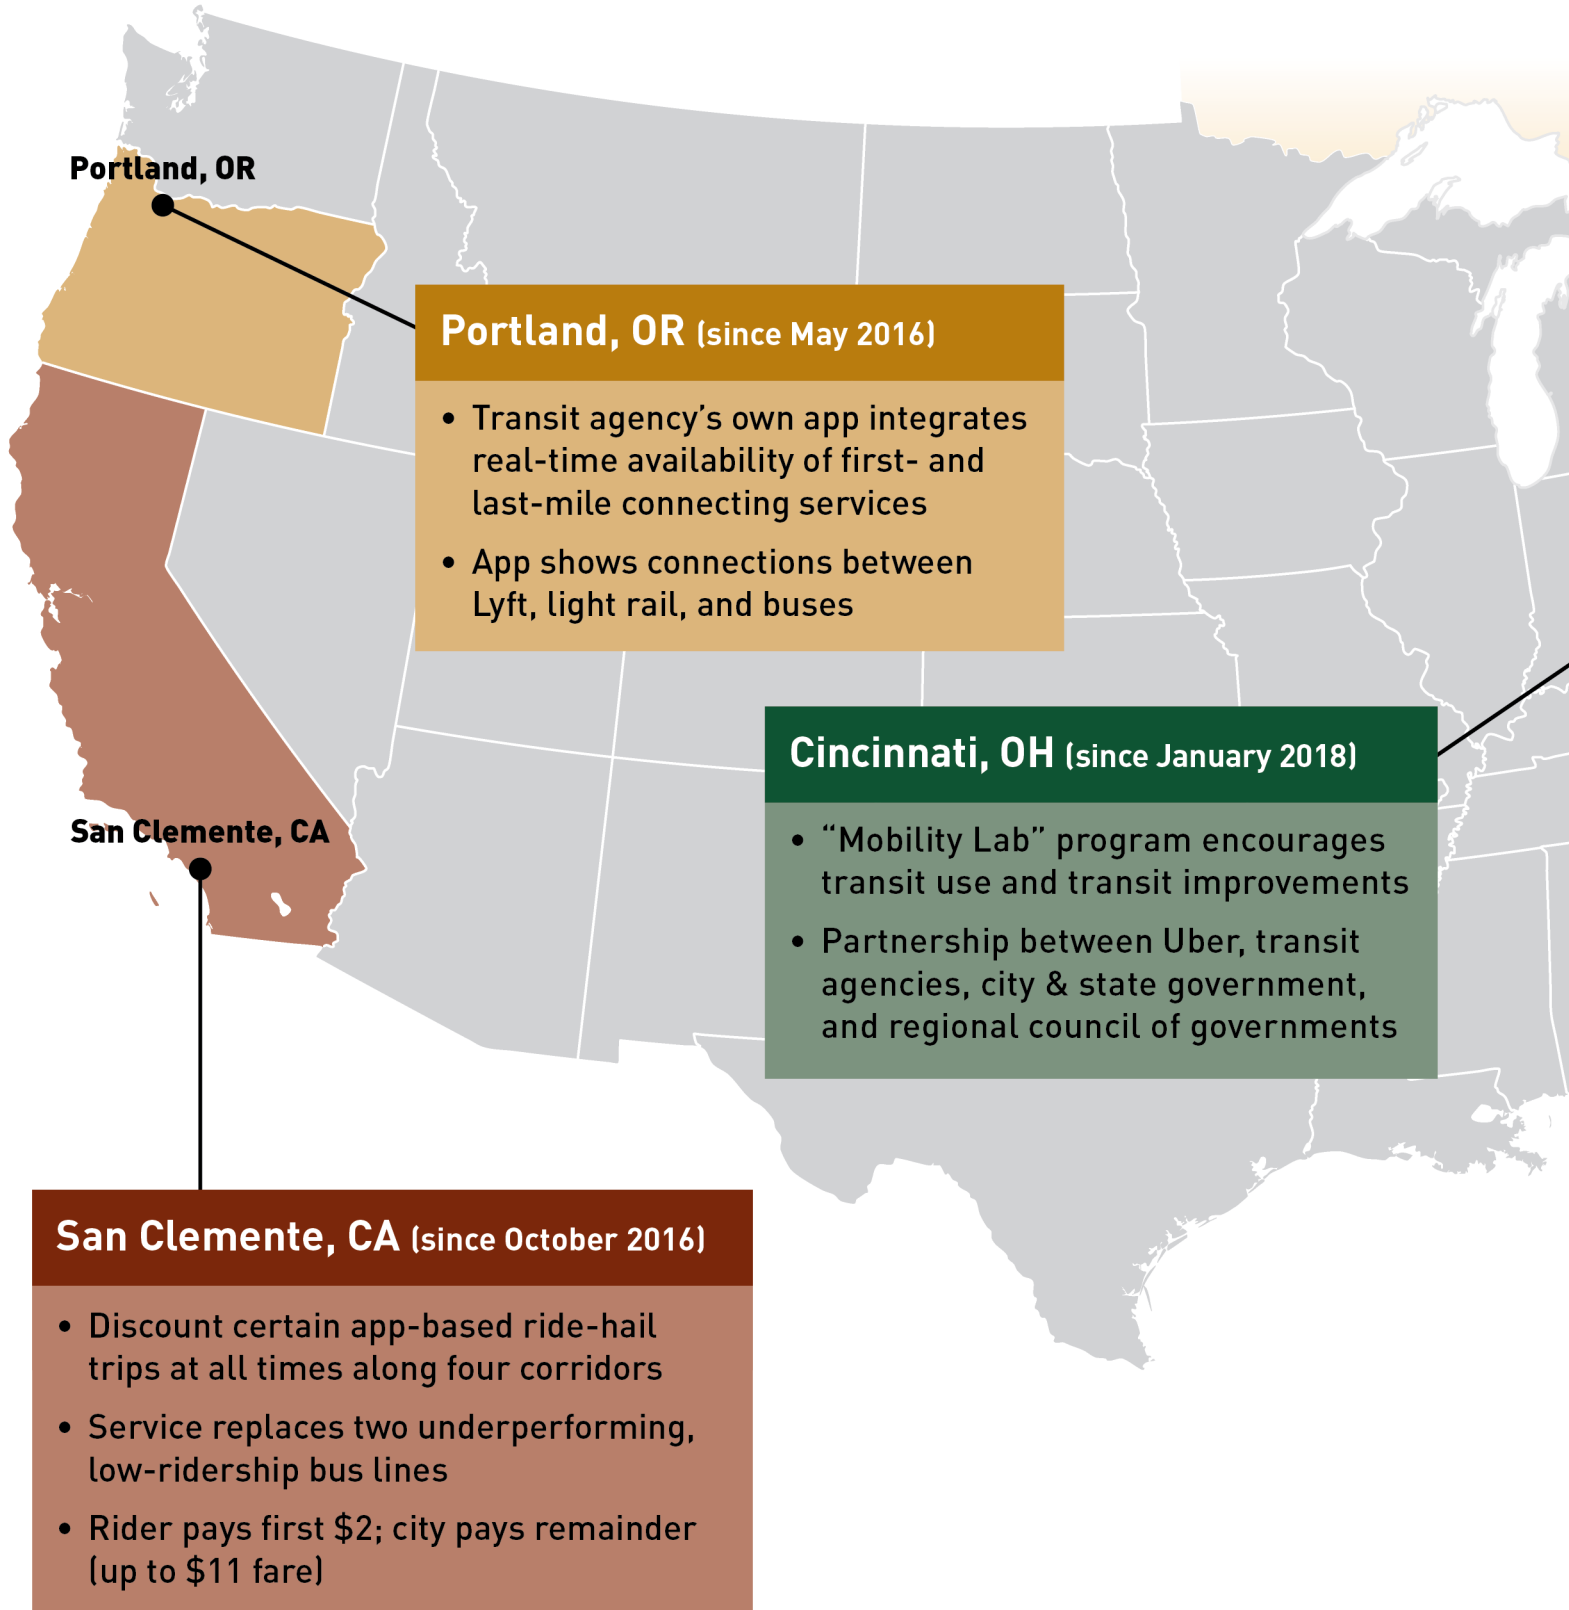 Portland, OR
Portland, OR (since May 2016)
• Transit agency’s own app integrates
real-time availability of first- and
last-mile connecting services
• App shows connections between
Lyft, light rail, and buses
Cincinnati, OH (since January 2018)
• “Mobility Lab” program encourages
transit use and transit improvements
• Partnership between Uber, transit
agencies, city & state government,
and regional council of governments
San Clemente, CA
San Clemente, CA (since October 2016)
• Discount certain app-based ride-hail
trips at all times along four corridors
• Service replaces two underperforming,
low-ridership bus lines
• Rider pays first $2; city pays remainder
(up to $11 fare)